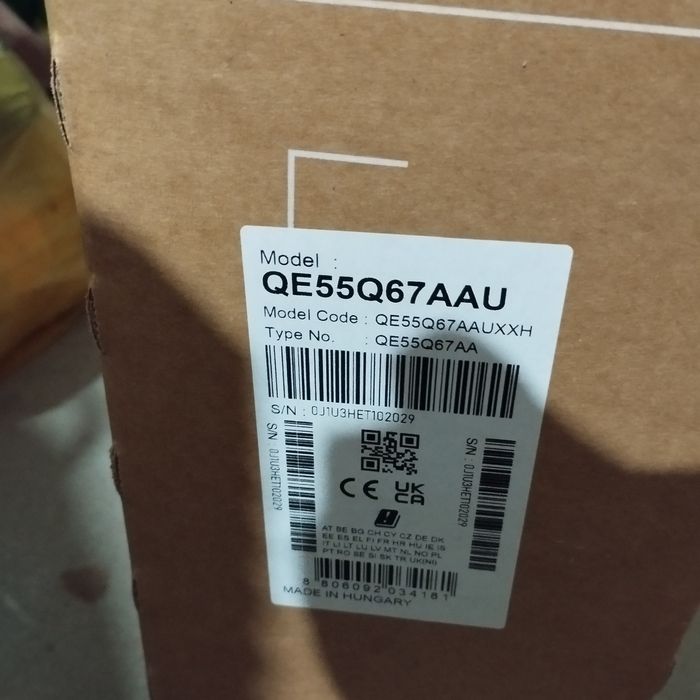 Model :
QE55Q67AAU
Model Code : QE55Q67AAUXXH
Type No. : QE55Q67AA
S/N : 0J1U3HET102029
S/N : 0J1U3HET102029
S/N : 0J1U3HET102029
CE UK
CA
AT BE BG CH CY CZ DE DK
EE ES EL FI FR HR HU IE IS
IT LI LT LU LV MT NL NO PL
PT RO SE SI SK TR UK(NI)
8 806092 034181
MADE IN HUNGARY